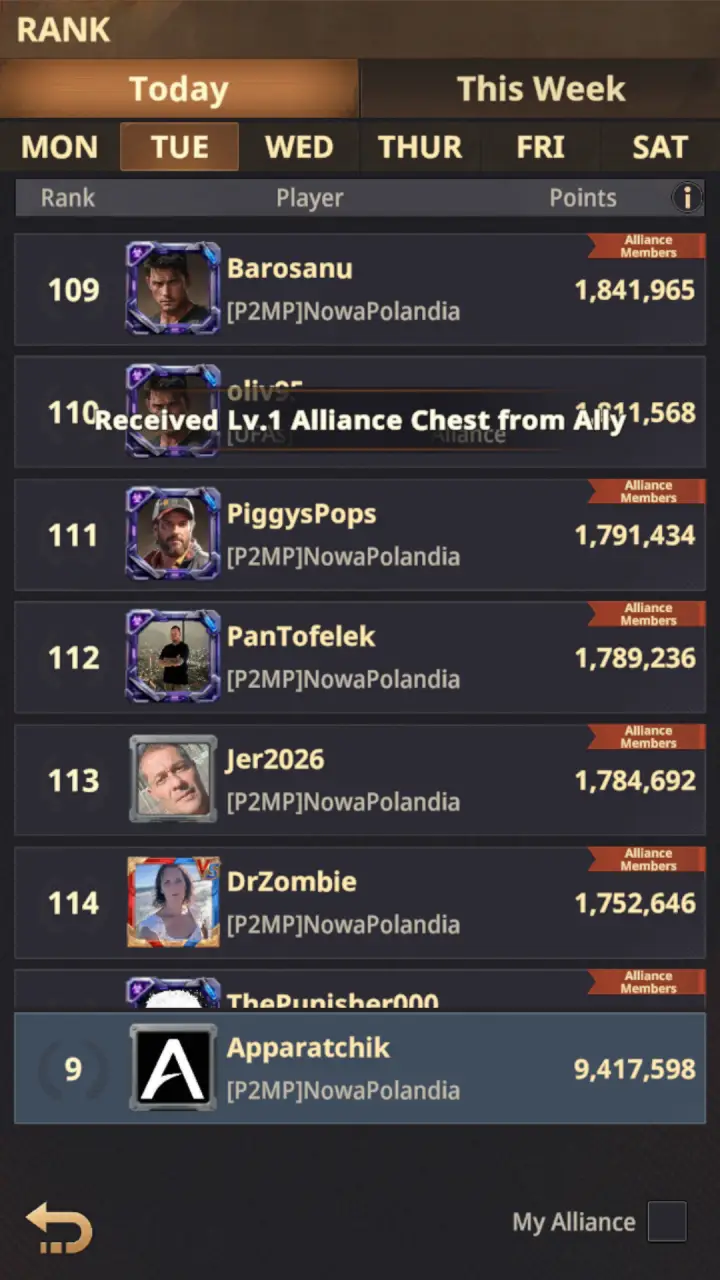 RANK
Today
This Week
MON
TUE
WED
THUR
FRI
SAT
Rank
Player
Points
i
109
Barosanu
[P2MP]NowaPolandia
Alliance
Members
1,841,965
110
oliv95
Received Lv.1 Alliance Chest from Ally
Alliance
PiggysPops
111
[P2MP]NowaPolandia
Alliance
Members
1,791,434
112
PanTofelek
[P2MP]NowaPolandia
Alliance
Members
1,789,236
113
Jer2026
[P2MP]NowaPolandia
Alliance
Members
1,784,692
114
DrZombie
[P2MP]NowaPolandia
Alliance
Members
1,752,646
ThePunisher000
Alliance
Members
9
Apparatchik
[P2MP]NowaPolandia
9,417,598
My Alliance